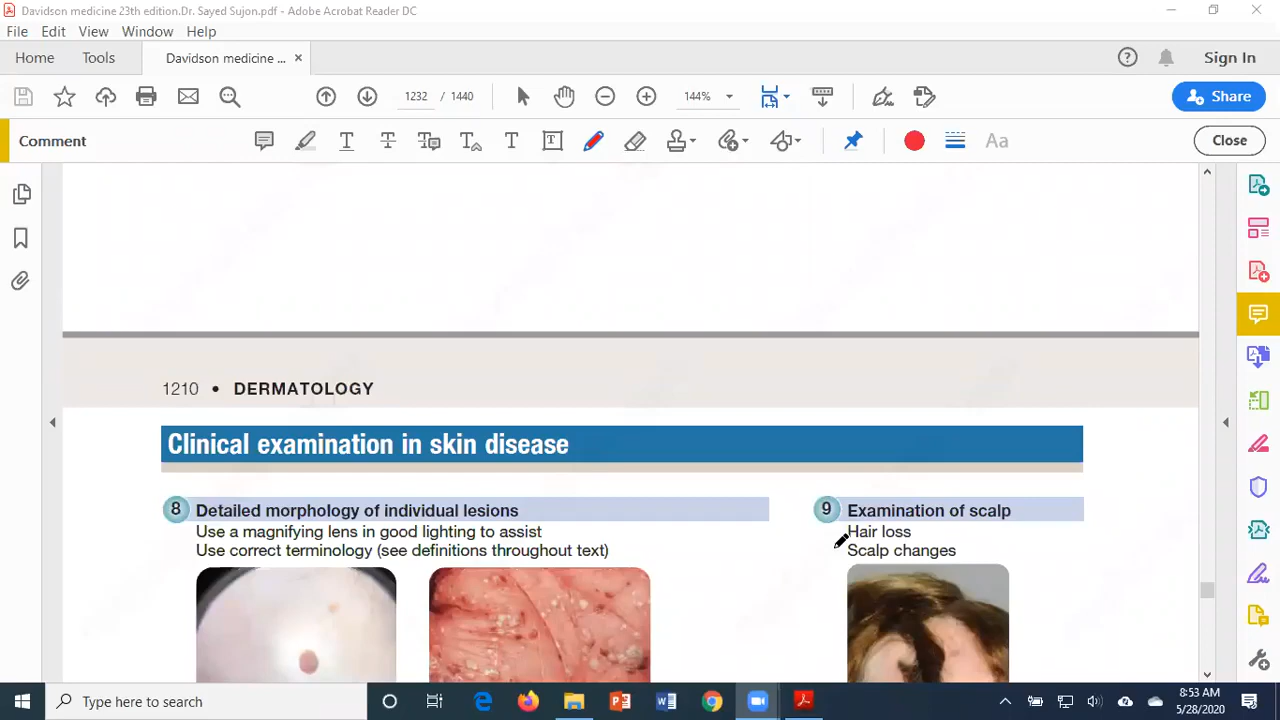 Davidson medicine 23th edition.Dr. Sayed Sujon.pdf - Adobe Acrobat Reader DC
File Edit View Window Help
Home Tools Davidson medicine ... ×
Sign In
1232 / 1440 144% Share
Comment Aa Close
1210 • DERMATOLOGY
Clinical examination in skin disease
8 Detailed morphology of individual lesions
Use a magnifying lens in good lighting to assist
Use correct terminology (see definitions throughout text)
9 Examination of scalp
Hair loss
Scalp changes
Type here to search
8:53 AM
5/28/2020